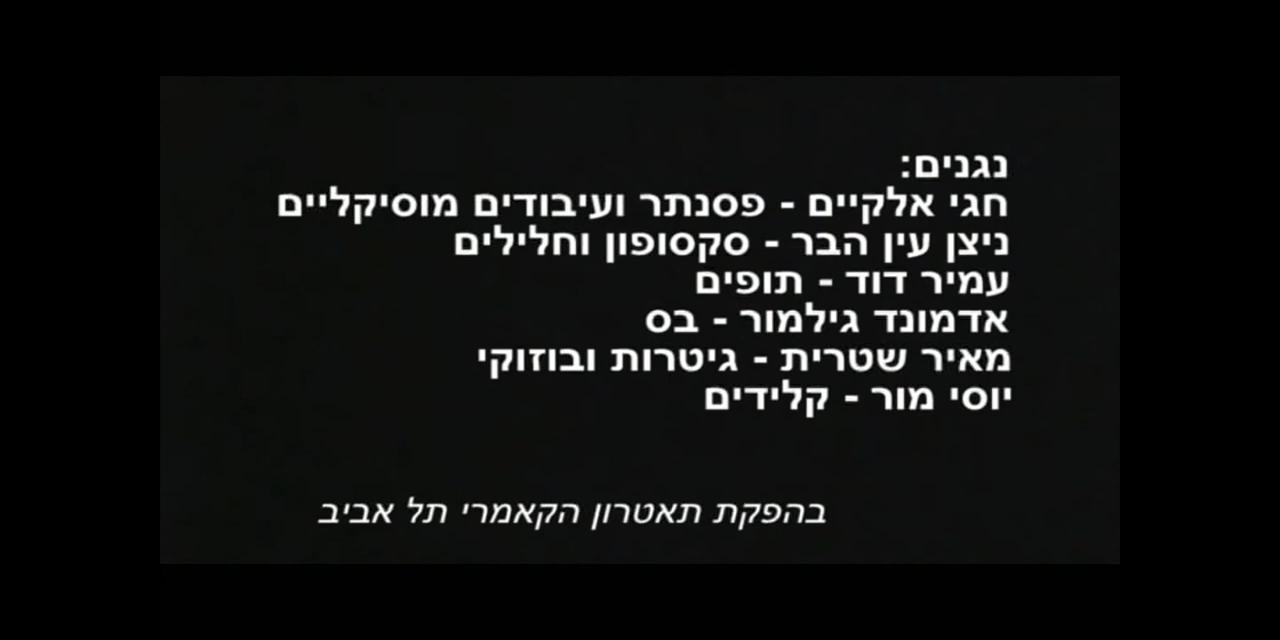 נגנים:
חגי אלקיים - פסנתר ועיבודים מוסיקליים
ניצן עין הבר - סקסופון וחלילים
עמיר דוד - תופים
אדמונד גילמור - בס
מאיר שטרית - גיטרות ובוזוקי
יוסי מור - קלידים
בהפקת תאטרון הקאמרי תל אביב